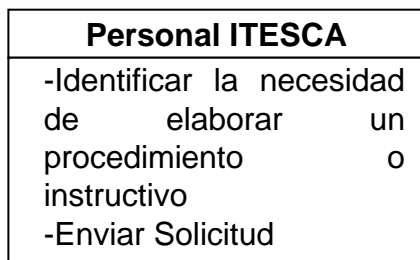 Personal ITESCA
-Identificar la necesidad
de elaborar un
procedimiento o
instructivo
-Enviar Solicitud